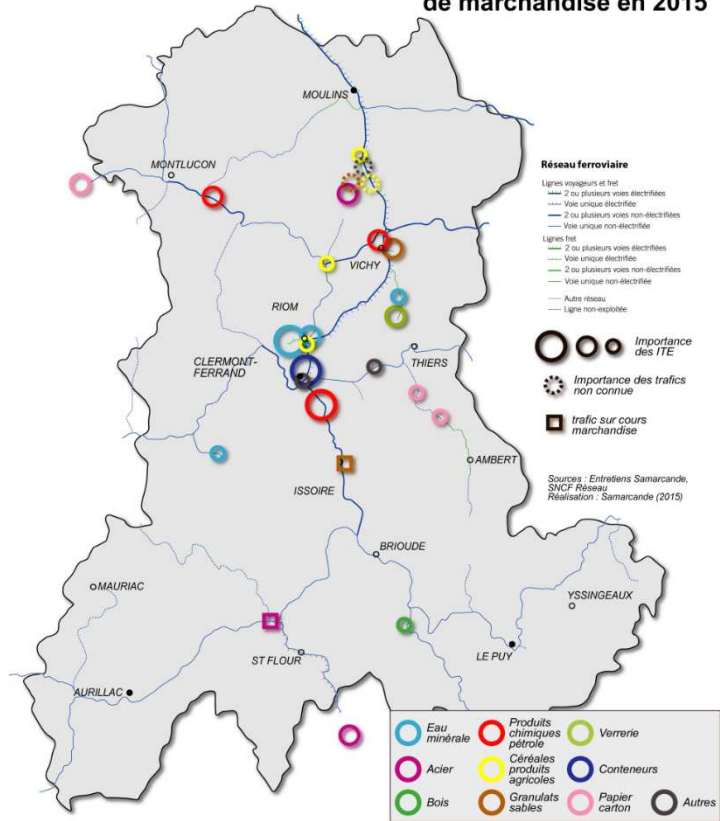 de marchandise en 2015
MOULINS
MONTLUCON
VICHY
RIOM
CLERMONT-
FERRAND
THIERS
AMBERT
ISSOIRE
BRIOUDE
MAURIAC
YSSINGEAUX
ST FLOUR
LE PUY
AURILLAC
Réseau ferroviaire
Lignes voyageurs et fret
2 ou plusieurs voies électrifiées
Voie unique électrifiée
2 ou plusieurs voies non-électrifiées
Voie unique non-électrifiée
Lignes fret
2 ou plusieurs voies électrifiées
Voie unique électrifiée
2 ou plusieurs voies non-électrifiées
Voie unique non-électrifiée
Autre réseau
Ligne non-exploitée
Importance
des ITE
Importance des trafics
non connue
trafic sur cours
marchandise
Sources : Entretiens Samarcande,
SNCF Réseau
Réalisation : Samarcande (2015)
Eau
minérale
Produits
chimiques
pétrole
Verrerie
Acier
Céréales
produits
agricoles
Conteneurs
Bois
Granulats
sables
Papier
carton
Autres